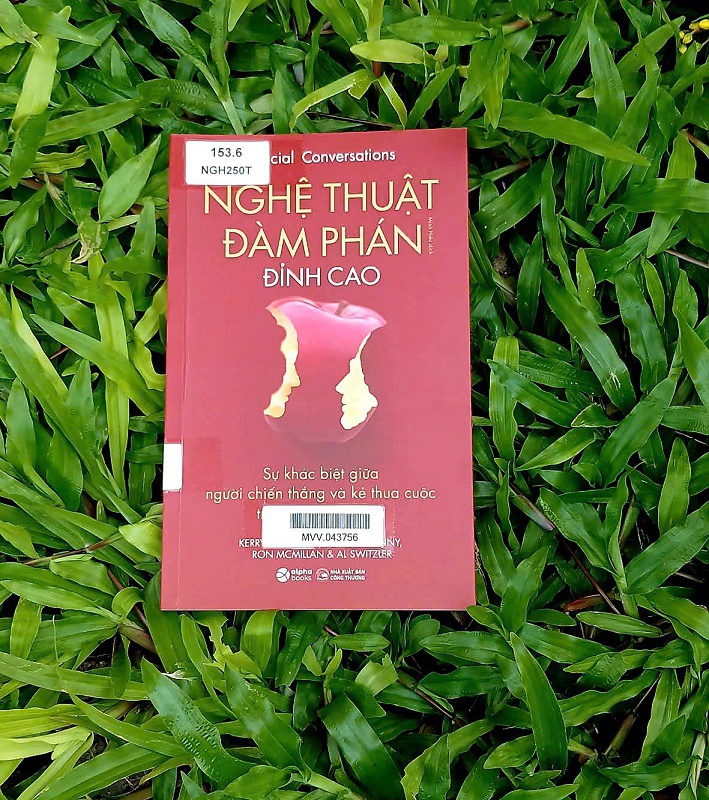 153.6
NGH250T
cial Conversations
NGHỆ THUẬT
ĐÀM PHÁN
ĐỈNH CAO
Sự khác biệt giữa
người chiến thắng và kẻ thua cuộc
MVV.043756
KERRY NNY,
RON MCMILLAN & AL SWITZLER
alpha books
NHÀ XUẤT BẢN
CÔNG THƯƠNG